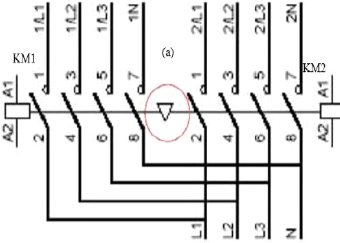 1/L1 1/L2 1/L3 1N 2/L1 2/L2 2/L3 2N
(a)
KM1 KM2
A1 1 3 5 7 1 3 5 7 A1
A2 2 4 6 8 2 4 6 8 A2
L1 L2 L3 N